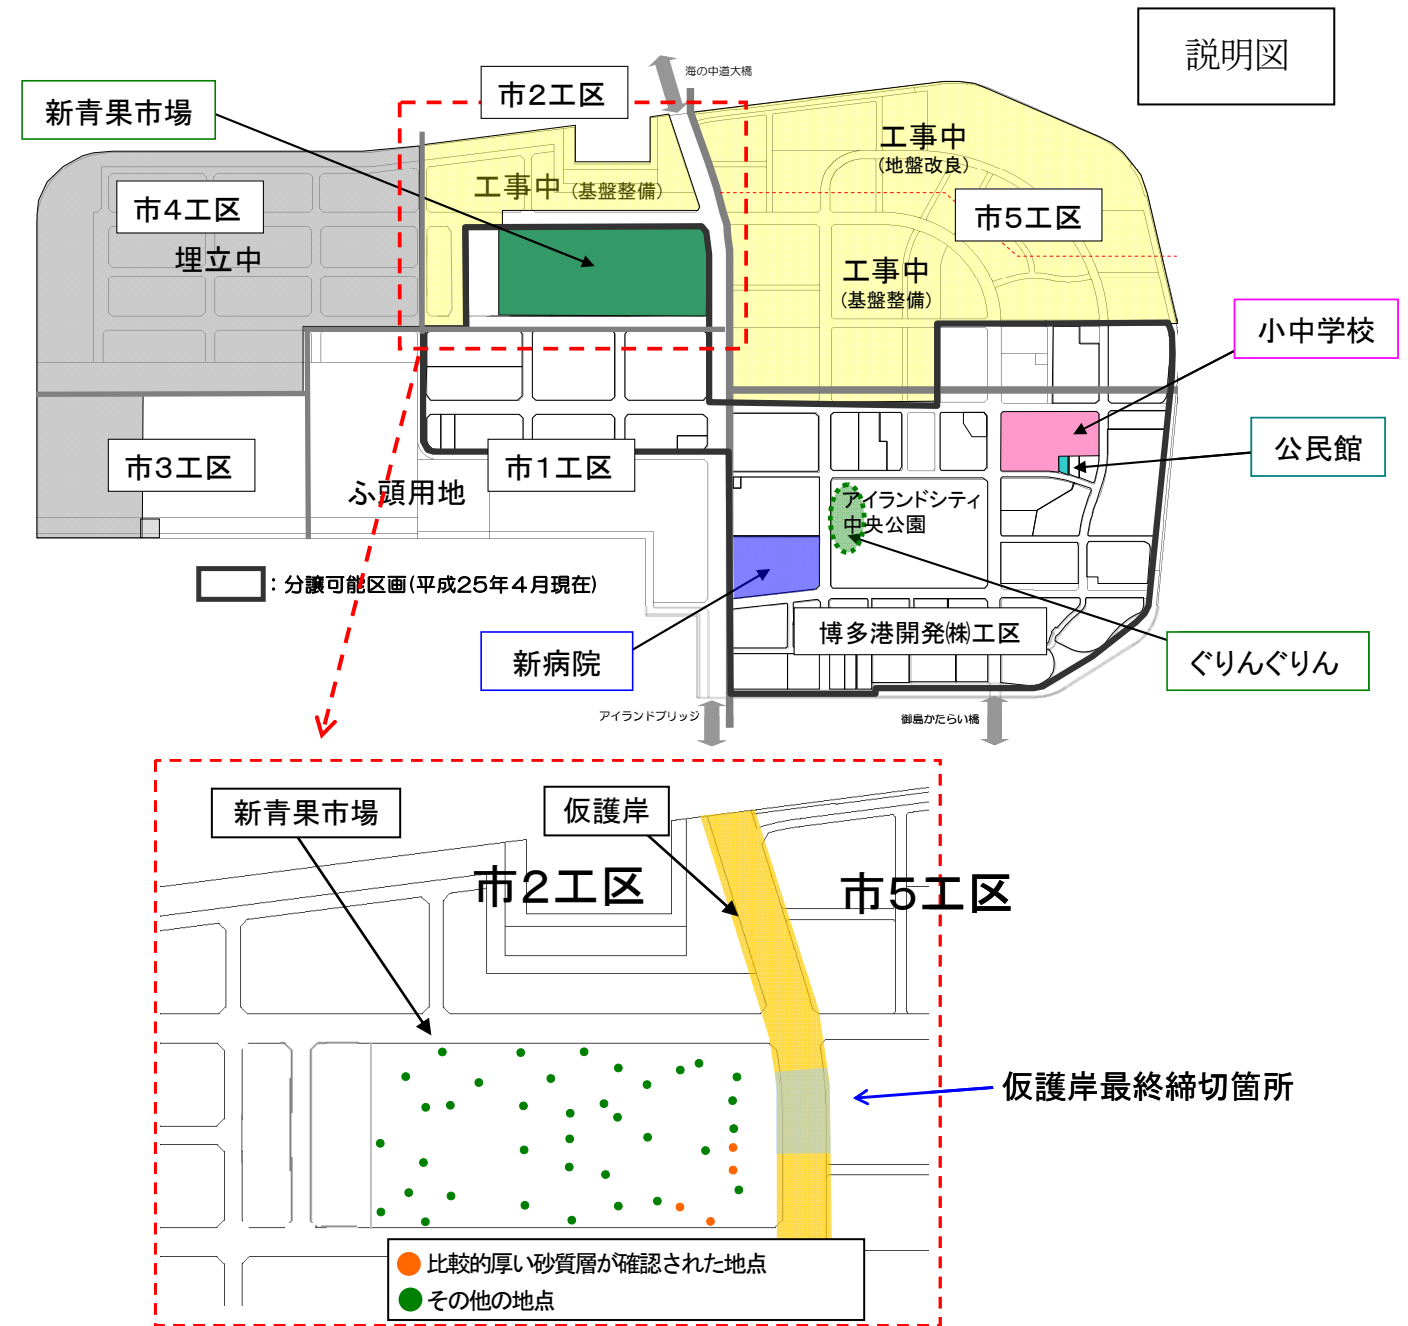 説明図
海の中道大橋
市2工区
新青果市場
工事中
(地盤改良)
工事中 (基盤整備)
市4工区
市5工区
埋立中
工事中
(基盤整備)
小中学校
公民館
市3工区
市1工区
ふ頭用地
アイランドシティ
中央公園
:分譲可能区画(平成25年4月現在)
博多港開発㈱工区
新病院
ぐりんぐりん
アイランドブリッジ
御島かたらい橋
新青果市場
仮護岸
市2工区
市5工区
仮護岸最終締切箇所
比較的厚い砂質層が確認された地点
その他の地点